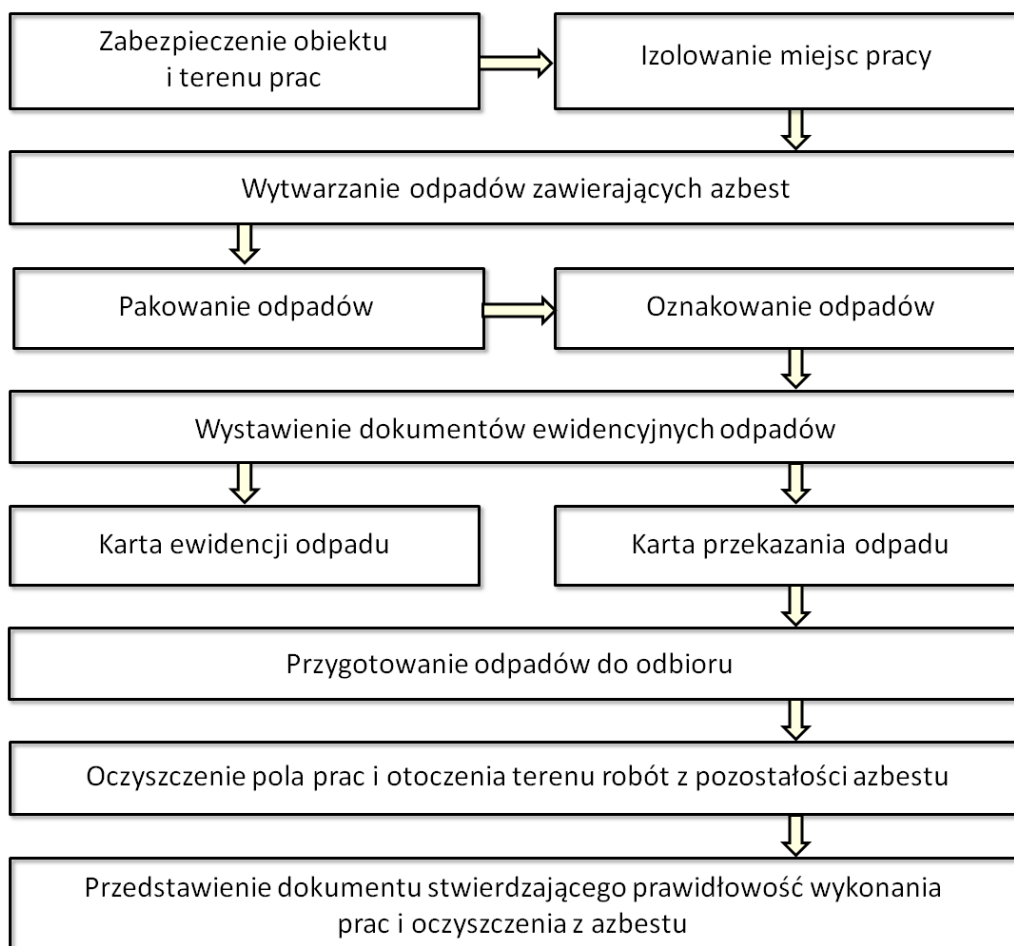 Zabezpieczenie obiektu
i terenu prac
Izolowanie miejsc pracy
Wytwarzanie odpadów zawierających azbest
Pakowanie odpadów
Oznakowanie odpadów
Wystawienie dokumentów ewidencyjnych odpadów
Karta ewidencji odpadu
Karta przekazania odpadu
Przygotowanie odpadów do odbioru
Oczyszczenie pola prac i otoczenia terenu robót z pozostałości azbestu
Przedstawienie dokumentu stwierdzającego prawidłowość wykonania
prac i oczyszczenia z azbestu